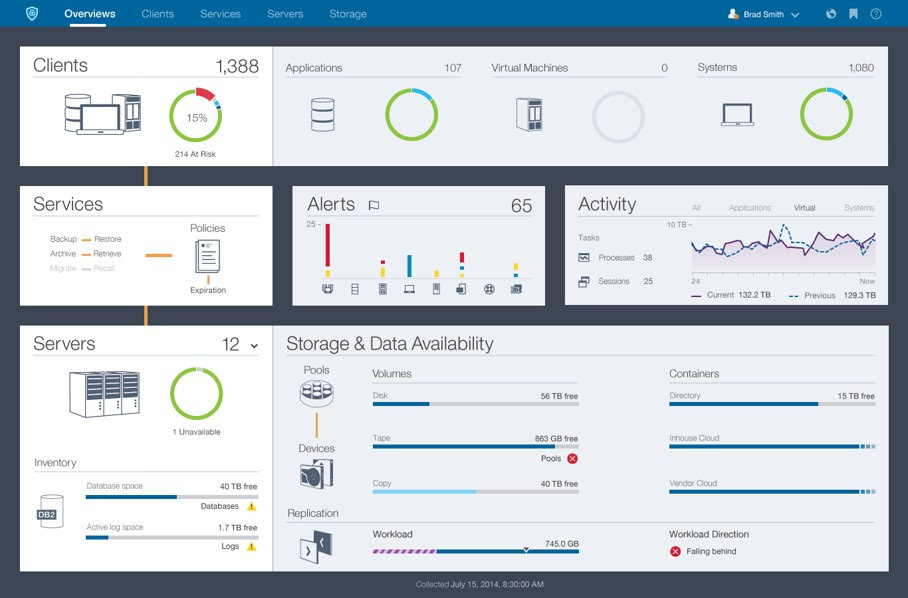 Overviews Clients Services Servers Storage Brad Smith ?
Clients 1,388
15%
214 At Risk
Applications 107
Virtual Machines 0
Systems 1,080
Services
Backup Restore
Archive Retrieve
Migrate Recall
Policies
Expiration
Alerts 65
25
Activity
All Applications Virtual Systems
Tasks
Processes 38
Sessions 25
10 TB
24 Now
Current 132.2 TB Previous 129.3 TB
Servers 12
1 Unavailable
Inventory
DB2
Database space 40 TB free
Databases
Active log space 1.7 TB free
Logs
Storage & Data Availability
Pools
Devices
Volumes
Disk 56 TB free
Tape 863 GB free
Pools
Copy 40 TB free
Containers
Directory 15 TB free
Inhouse Cloud
Vendor Cloud
Replication
Workload
745.0 GB
Workload Direction
Falling behind
Collected July 15, 2014, 8:30:00 AM